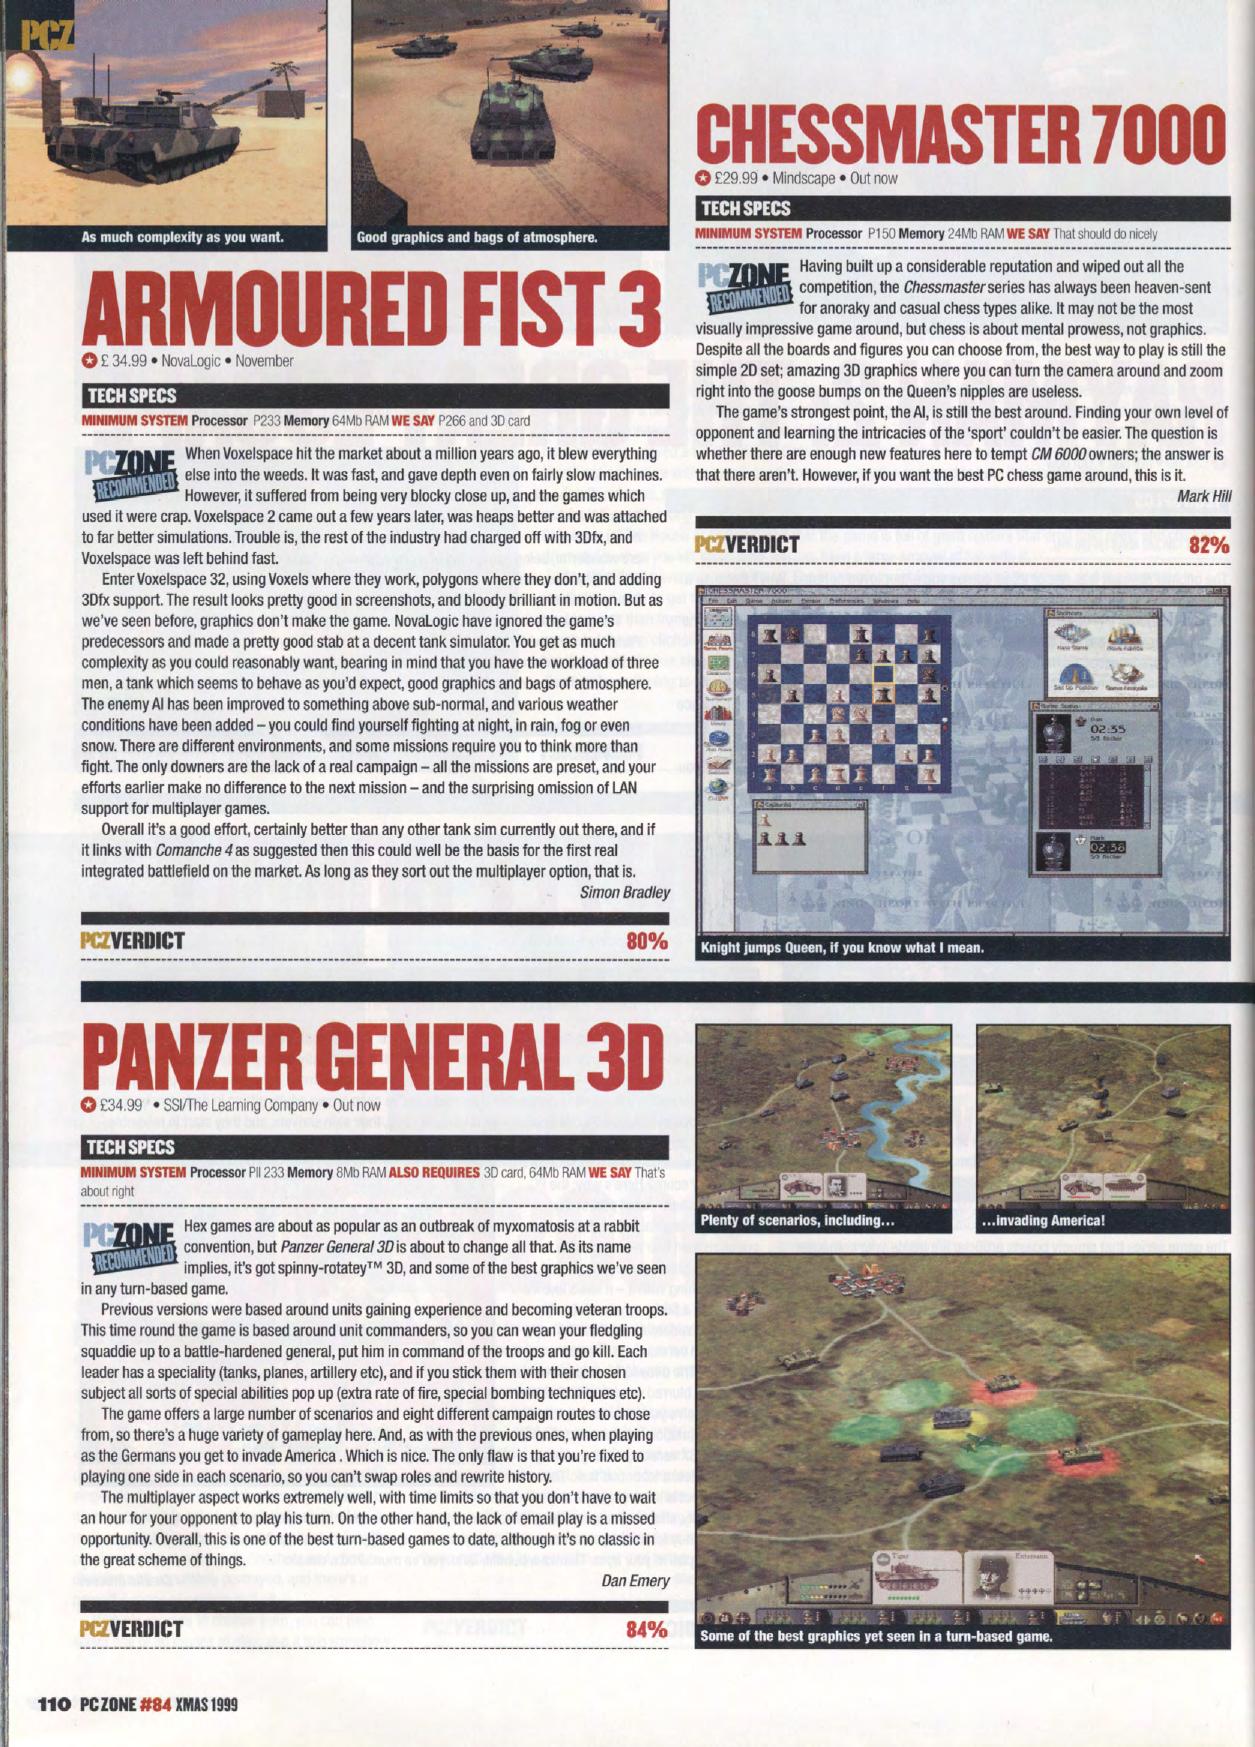 PCZ
As much complexity as you want.
Good graphics and bags of atmosphere.
ARMOURED FIST 3
£ 34.99 • NovaLogic • November
TECH SPECS
MINIMUM SYSTEM Processor P233 Memory 64Mb RAM WE SAY P266 and 3D card
PCZONE
RECOMMENDED
When Voxelspace hit the market about a million years ago, it blew everything
else into the weeds. It was fast, and gave depth even on fairly slow machines.
However, it suffered from being very blocky close up, and the games which
used it were crap. Voxelspace 2 came out a few years later, was heaps better and was attached
to far better simulations. Trouble is, the rest of the industry had charged off with 3Dfx, and
Voxelspace was left behind fast.
Enter Voxelspace 32, using Voxels where they work, polygons where they don't, and adding
3Dfx support. The result looks pretty good in screenshots, and bloody brilliant in motion. But as
we've seen before, graphics don't make the game. NovaLogic have ignored the game's
predecessors and made a pretty good stab at a decent tank simulator. You get as much
complexity as you could reasonably want, bearing in mind that you have the workload of three
men, a tank which seems to behave as you'd expect, good graphics and bags of atmosphere.
The enemy AI has been improved to something above sub-normal, and various weather
conditions have been added – you could find yourself fighting at night, in rain, fog or even
snow. There are different environments, and some missions require you to think more than
fight. The only downers are the lack of a real campaign – all the missions are preset, and your
efforts earlier make no difference to the next mission – and the surprising omission of LAN
support for multiplayer games.
Overall it's a good effort, certainly better than any other tank sim currently out there, and if
it links with Comanche 4 as suggested then this could well be the basis for the first real
integrated battlefield on the market. As long as they sort out the multiplayer option, that is.
Simon Bradley
PCZVERDICT 80%
CHESSMASTER 7000
£29.99 • Mindscape • Out now
TECH SPECS
MINIMUM SYSTEM Processor P150 Memory 24Mb RAM WE SAY That should do nicely
PCZONE
RECOMMENDED
Having built up a considerable reputation and wiped out all the
competition, the Chessmaster series has always been heaven-sent
for anoraky and casual chess types alike. It may not be the most
visually impressive game around, but chess is about mental prowess, not graphics.
Despite all the boards and figures you can choose from, the best way to play is still the
simple 2D set; amazing 3D graphics where you can turn the camera around and zoom
right into the goose bumps on the Queen's nipples are useless.
The game's strongest point, the AI, is still the best around. Finding your own level of
opponent and learning the intricacies of the 'sport' couldn't be easier. The question is
whether there are enough new features here to tempt CM 6000 owners; the answer is
that there aren't. However, if you want the best PC chess game around, this is it.
Mark Hill
PCZVERDICT 82%
CHESSMASTER 7000
02:35
02:36
Knight jumps Queen, if you know what I mean.
PANZER GENERAL 3D
£34.99 • SSI/The Learning Company • Out now
TECH SPECS
MINIMUM SYSTEM Processor PII 233 Memory 8Mb RAM ALSO REQUIRES 3D card, 64Mb RAM WE SAY That's
about right
PCZONE
RECOMMENDED
Hex games are about as popular as an outbreak of myxomatosis at a rabbit
convention, but Panzer General 3D is about to change all that. As its name
implies, it's got spinny-rotatey™ 3D, and some of the best graphics we've seen
in any turn-based game.
Previous versions were based around units gaining experience and becoming veteran troops.
This time round the game is based around unit commanders, so you can wean your fledgling
squaddie up to a battle-hardened general, put him in command of the troops and go kill. Each
leader has a speciality (tanks, planes, artillery etc), and if you stick them with their chosen
subject all sorts of special abilities pop up (extra rate of fire, special bombing techniques etc).
The game offers a large number of scenarios and eight different campaign routes to chose
from, so there's a huge variety of gameplay here. And, as with the previous ones, when playing
as the Germans you get to invade America . Which is nice. The only flaw is that you're fixed to
playing one side in each scenario, so you can't swap roles and rewrite history.
The multiplayer aspect works extremely well, with time limits so that you don't have to wait
an hour for your opponent to play his turn. On the other hand, the lack of email play is a missed
opportunity. Overall, this is one of the best turn-based games to date, although it's no classic in
the great scheme of things.
Dan Emery
PCZVERDICT 84%
Plenty of scenarios, including...
...invading America!
Tiger
Some of the best graphics yet seen in a turn-based game.
110 PC ZONE #84 XMAS 1999